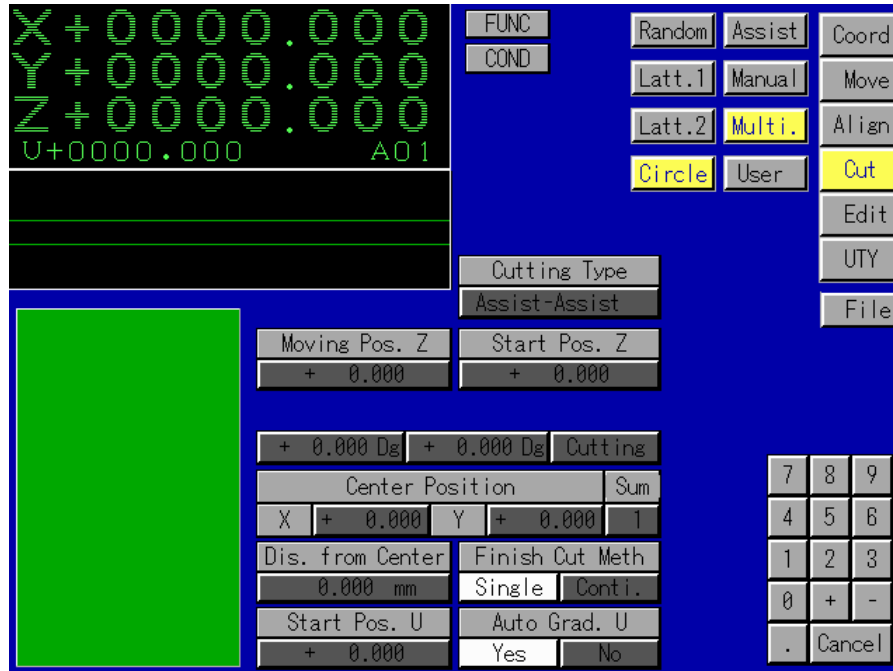 X+0000.000
Y+0000.000
Z+0000.000
U+0000.000 A01
FUNC
COND
Random Assist
Latt.1 Manual
Latt.2 Multi.
Circle User
Coord
Move
Align
Cut
Edit
UTY
File
Cutting Type
Assist-Assist
Moving Pos. Z Start Pos. Z
+ 0.000 + 0.000
+ 0.000 Dg + 0.000 Dg Cutting
Center Position Sum
X + 0.000 Y + 0.000 1
Dis. from Center Finish Cut Meth
0.000 mm Single Conti.
Start Pos. U Auto Grad. U
+ 0.000 Yes No
7 8 9
4 5 6
1 2 3
0 + -
. Cancel